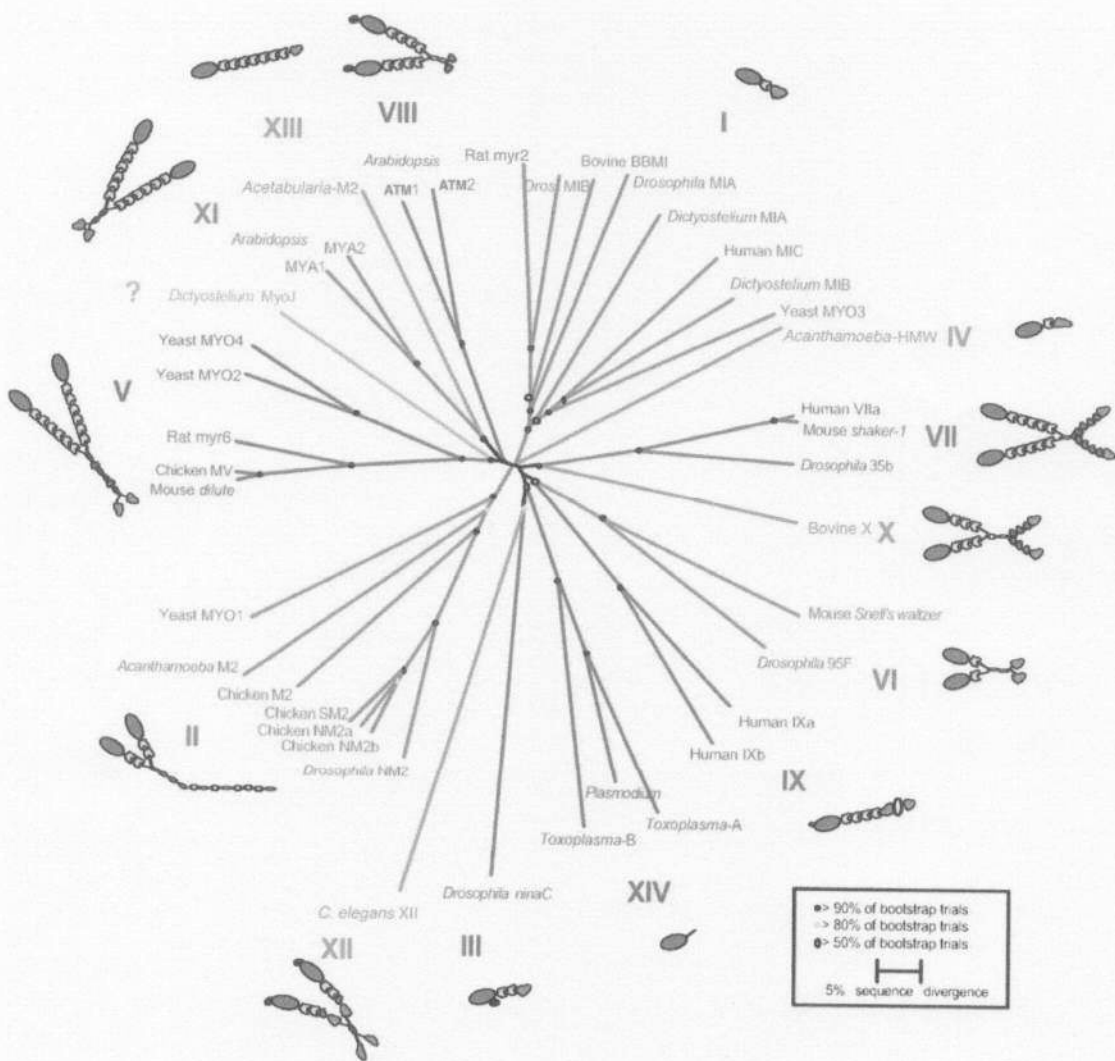 VIII
I
XIII
Rat myr2
Bovine BBMI
Arabidopsis
Dros. MIB
Drosophila MIA
Acetabularia-M2
ATM1
ATM2
XI
Dictyostelium MIA
Arabidopsis
MYA2
Human MIC
MYA1
?
Dictyostelium MyoJ
Dictyostelium MIB
Yeast MYO3
Acanthamoeba-HMW
IV
Yeast MYO4
V
Yeast MYO2
Human VIIa
Mouse shaker-1
VII
Rat myr6
Chicken MV
Drosophila 35b
Mouse dilute
Bovine X
X
Yeast MYO1
Mouse Snell's waltzer
Acanthamoeba M2
Drosophila 95F
VI
Chicken M2
Chicken SM2
Human IXa
II
Chicken NM2a
Chicken NM2b
Human IXb
Drosophila NM2
IX
Plasmodium
Toxoplasma-A
Toxoplasma-B
Drosophila ninaC
XIV
C. elegans XII
XII
III
> 90% of bootstrap trials
> 80% of bootstrap trials
> 50% of bootstrap trials
5% sequence divergence